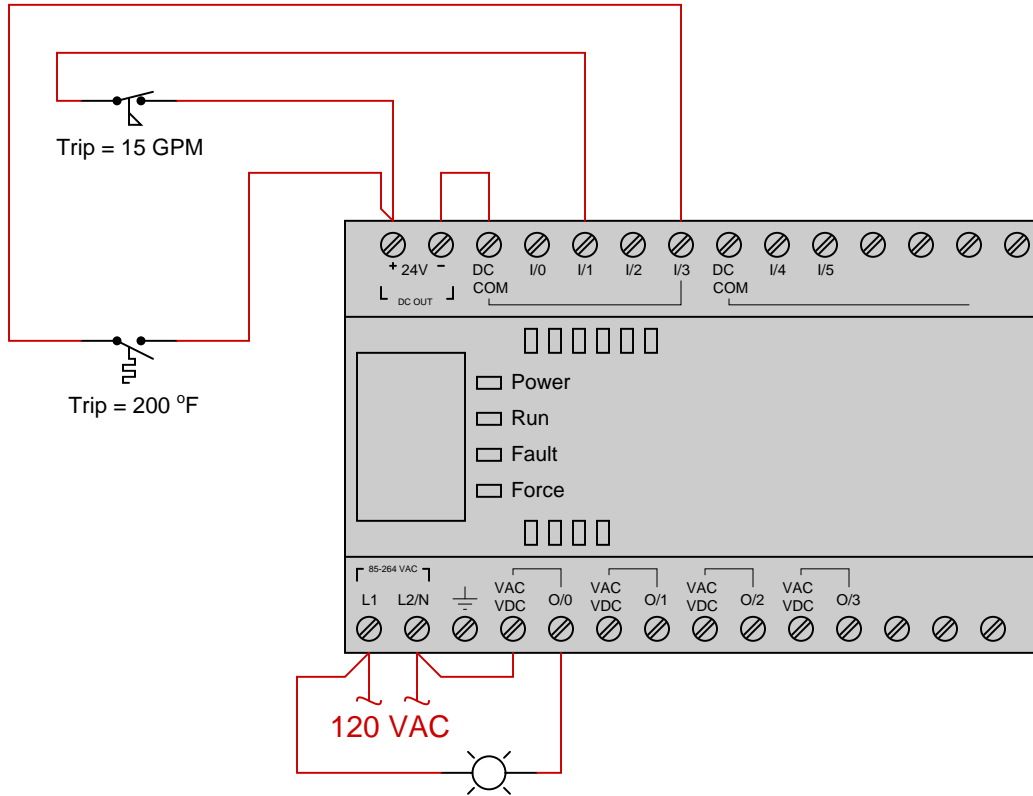 Trip = 15 GPM
+ 24V -
DC OUT
DC
COM
I/0
I/1
I/2
I/3
DC
COM
I/4
I/5
Trip = 200 °F
Power
Run
Fault
Force
85-264 VAC
L1
L2/N
VAC
VDC
O/0
VAC
VDC
O/1
VAC
VDC
O/2
VAC
VDC
O/3
120 VAC